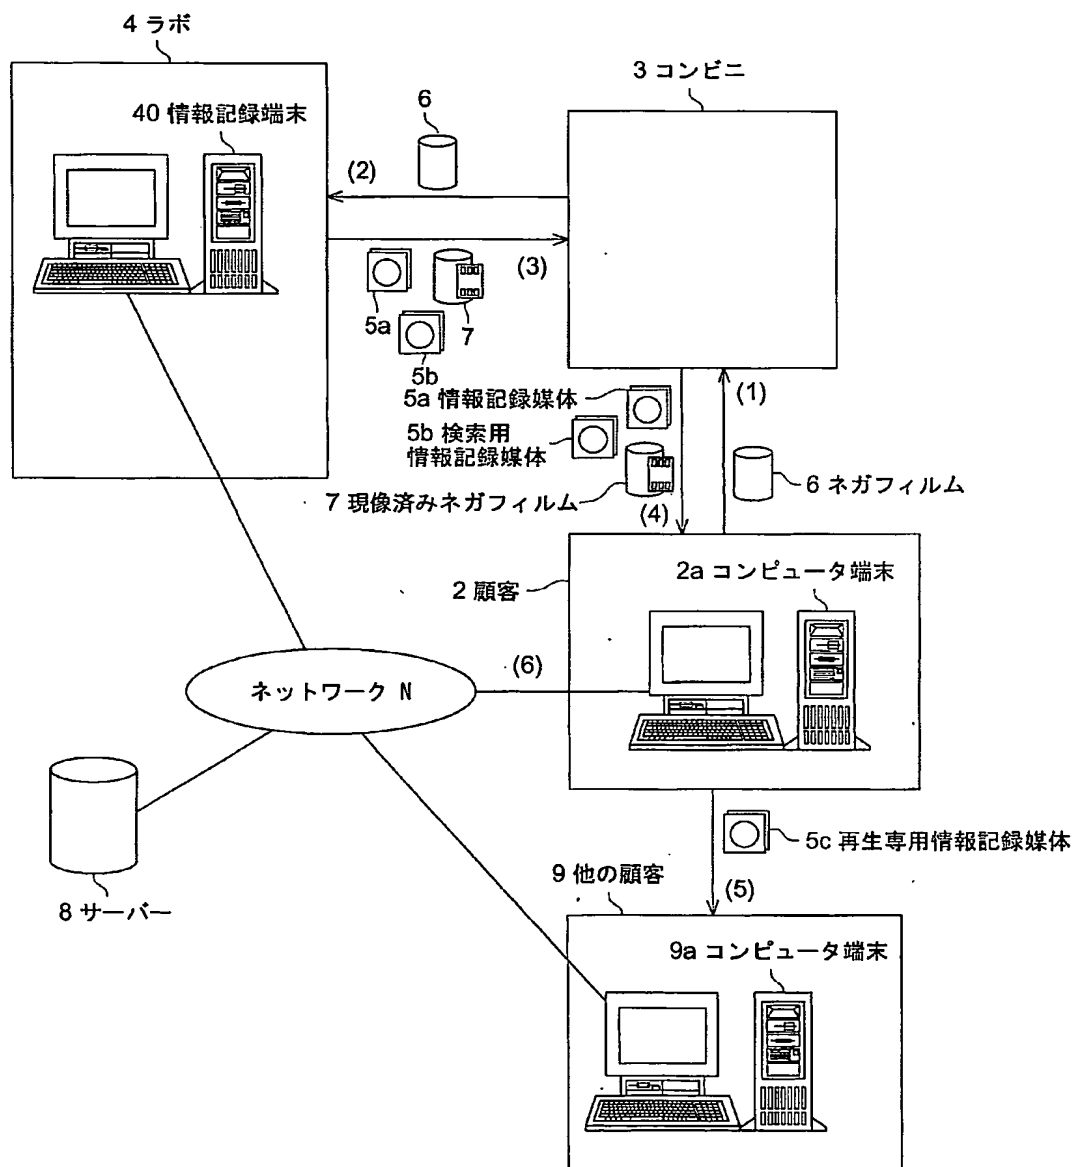 4 ラボ
3 コンビニ
40 情報記録端末
6
(2)
(3)
5a
7
5b
5a 情報記録媒体
(1)
5b 検索用
情報記録媒体
7 現像済みネガフィルム
6 ネガフィルム
(4)
2 顧客
2a コンピュータ端末
(6)
ネットワーク N
5c 再生専用情報記録媒体
9 他の顧客
(5)
8 サーバー
9a コンピュータ端末